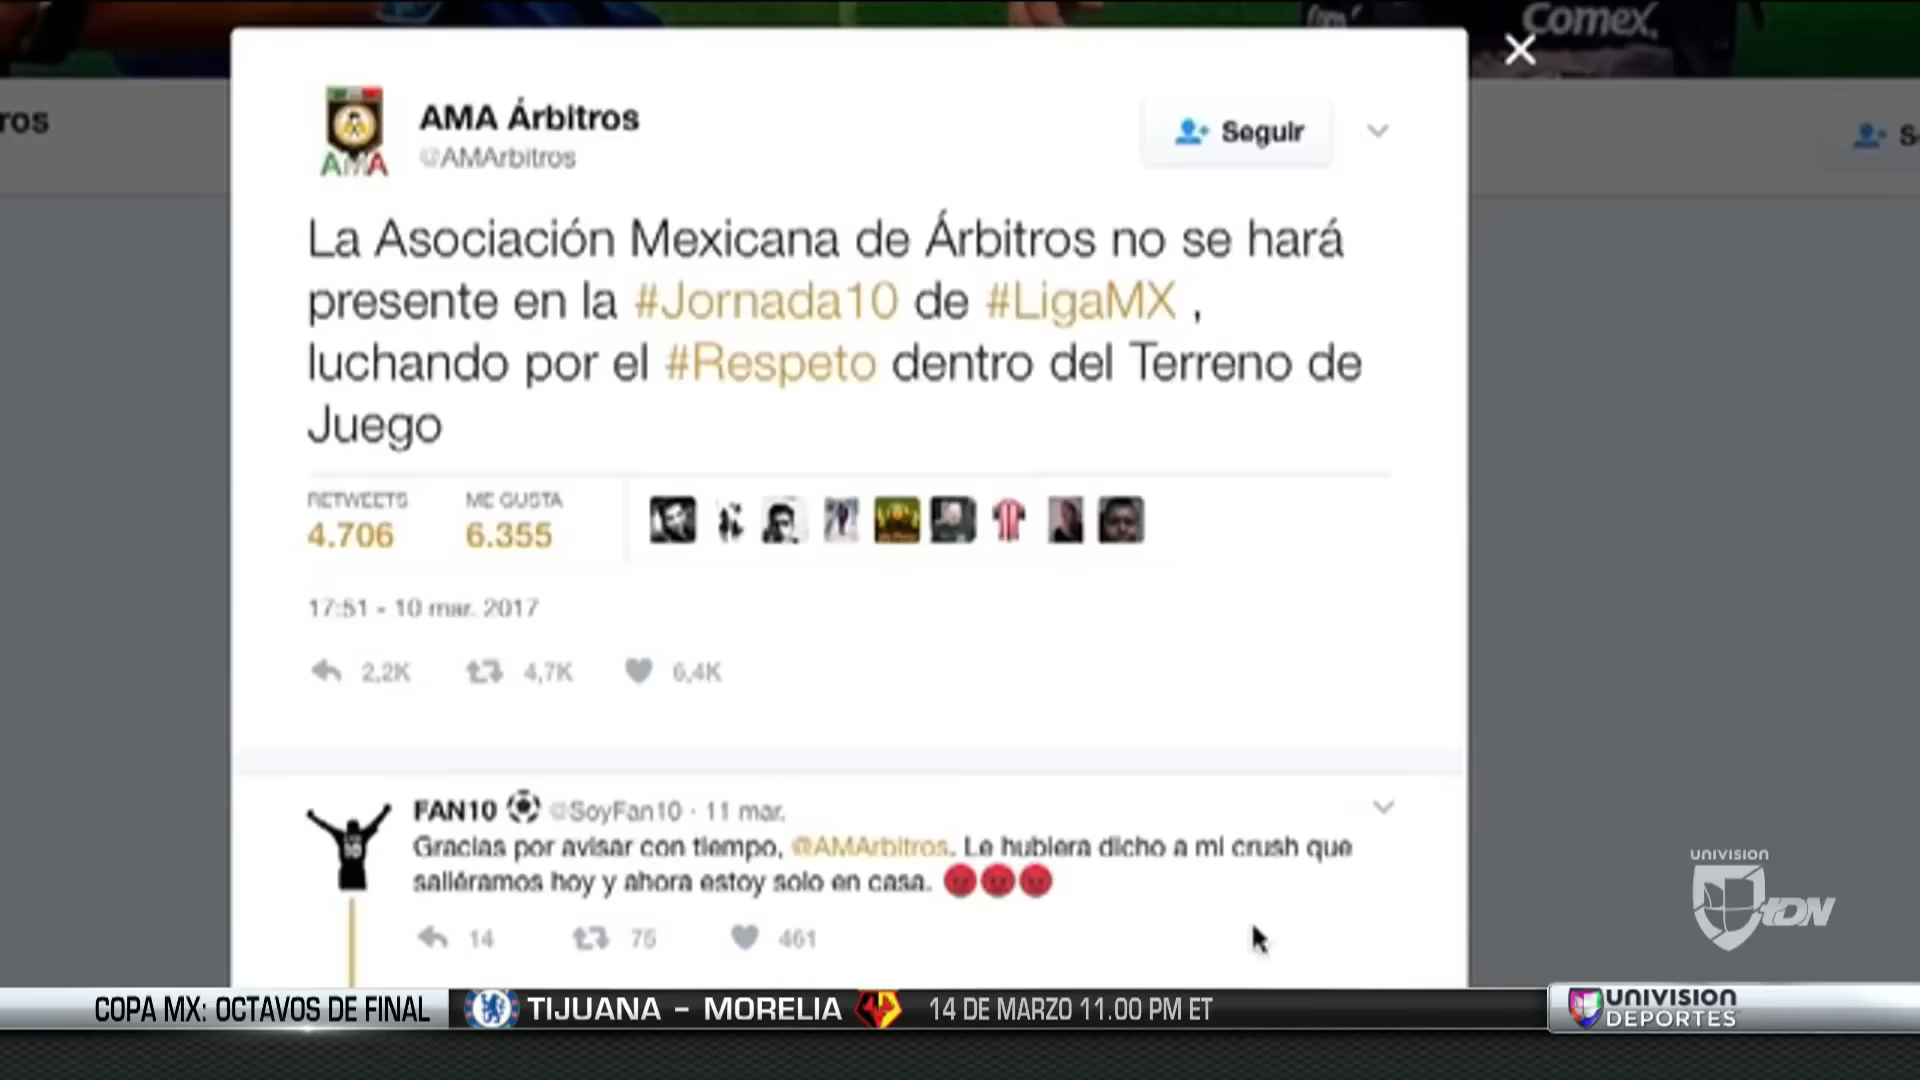 Comex
ros
AMA Árbitros
@AMArbitros
Seguir
La Asociación Mexicana de Árbitros no se hará
presente en la #Jornada10 de #LigaMX ,
luchando por el #Respeto dentro del Terreno de
Juego
RETWEETS ME GUSTA
4.706 6.355
17:51 - 10 mar. 2017
2,2K 4,7K 6,4K
FAN10 @SoyFan10 · 11 mar.
Gracias por avisar con tiempo, @AMArbitros. Le hubiera dicho a mi crush que
saliéramos hoy y ahora estoy solo en casa.
14 76 461
AMA
UNIVISION
tDN
COPA MX: OCTAVOS DE FINAL TIJUANA - MORELIA 14 DE MARZO 11.00 PM ET
UNIVISION
DEPORTES